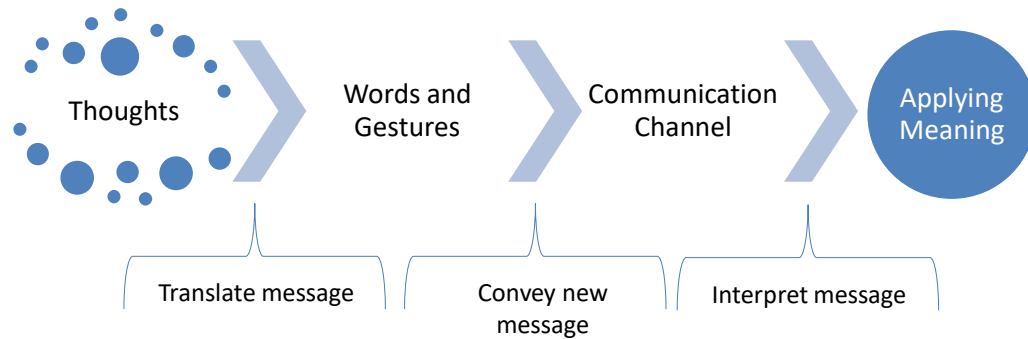 Thoughts
Words and
Gestures
Communication
Channel
Applying
Meaning
Translate message
Convey new
message
Interpret message